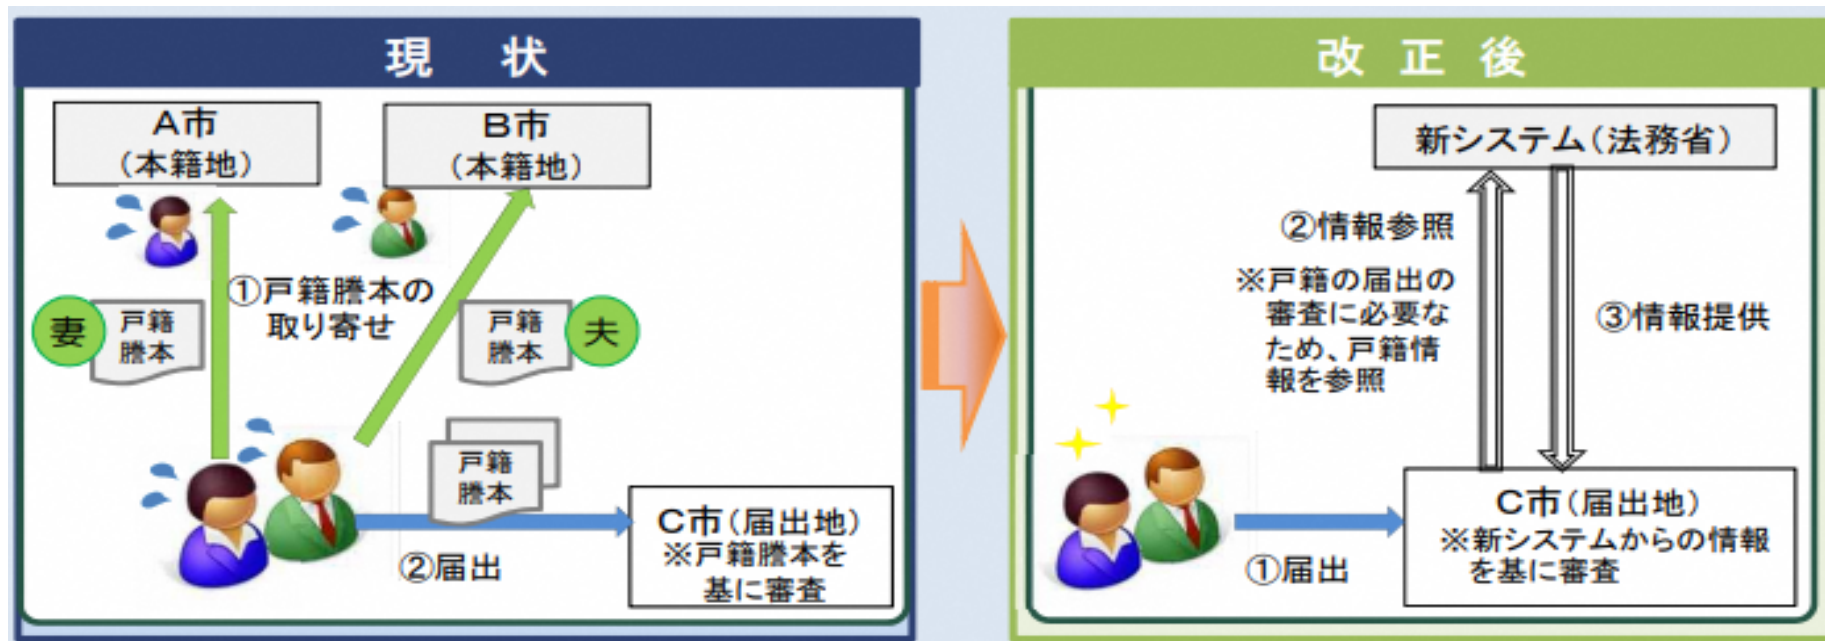 現 状
A市
(本籍地)
B市
(本籍地)
①戸籍謄本の
取り寄せ
妻
戸籍
謄本
戸籍
謄本
夫
戸籍
謄本
②届出
C市(届出地)
※戸籍謄本を
基に審査
改 正 後
新システム(法務省)
②情報参照
※戸籍の届出の
審査に必要な
ため、戸籍情
報を参照
③情報提供
①届出
C市(届出地)
※新システムからの情報
を基に審査